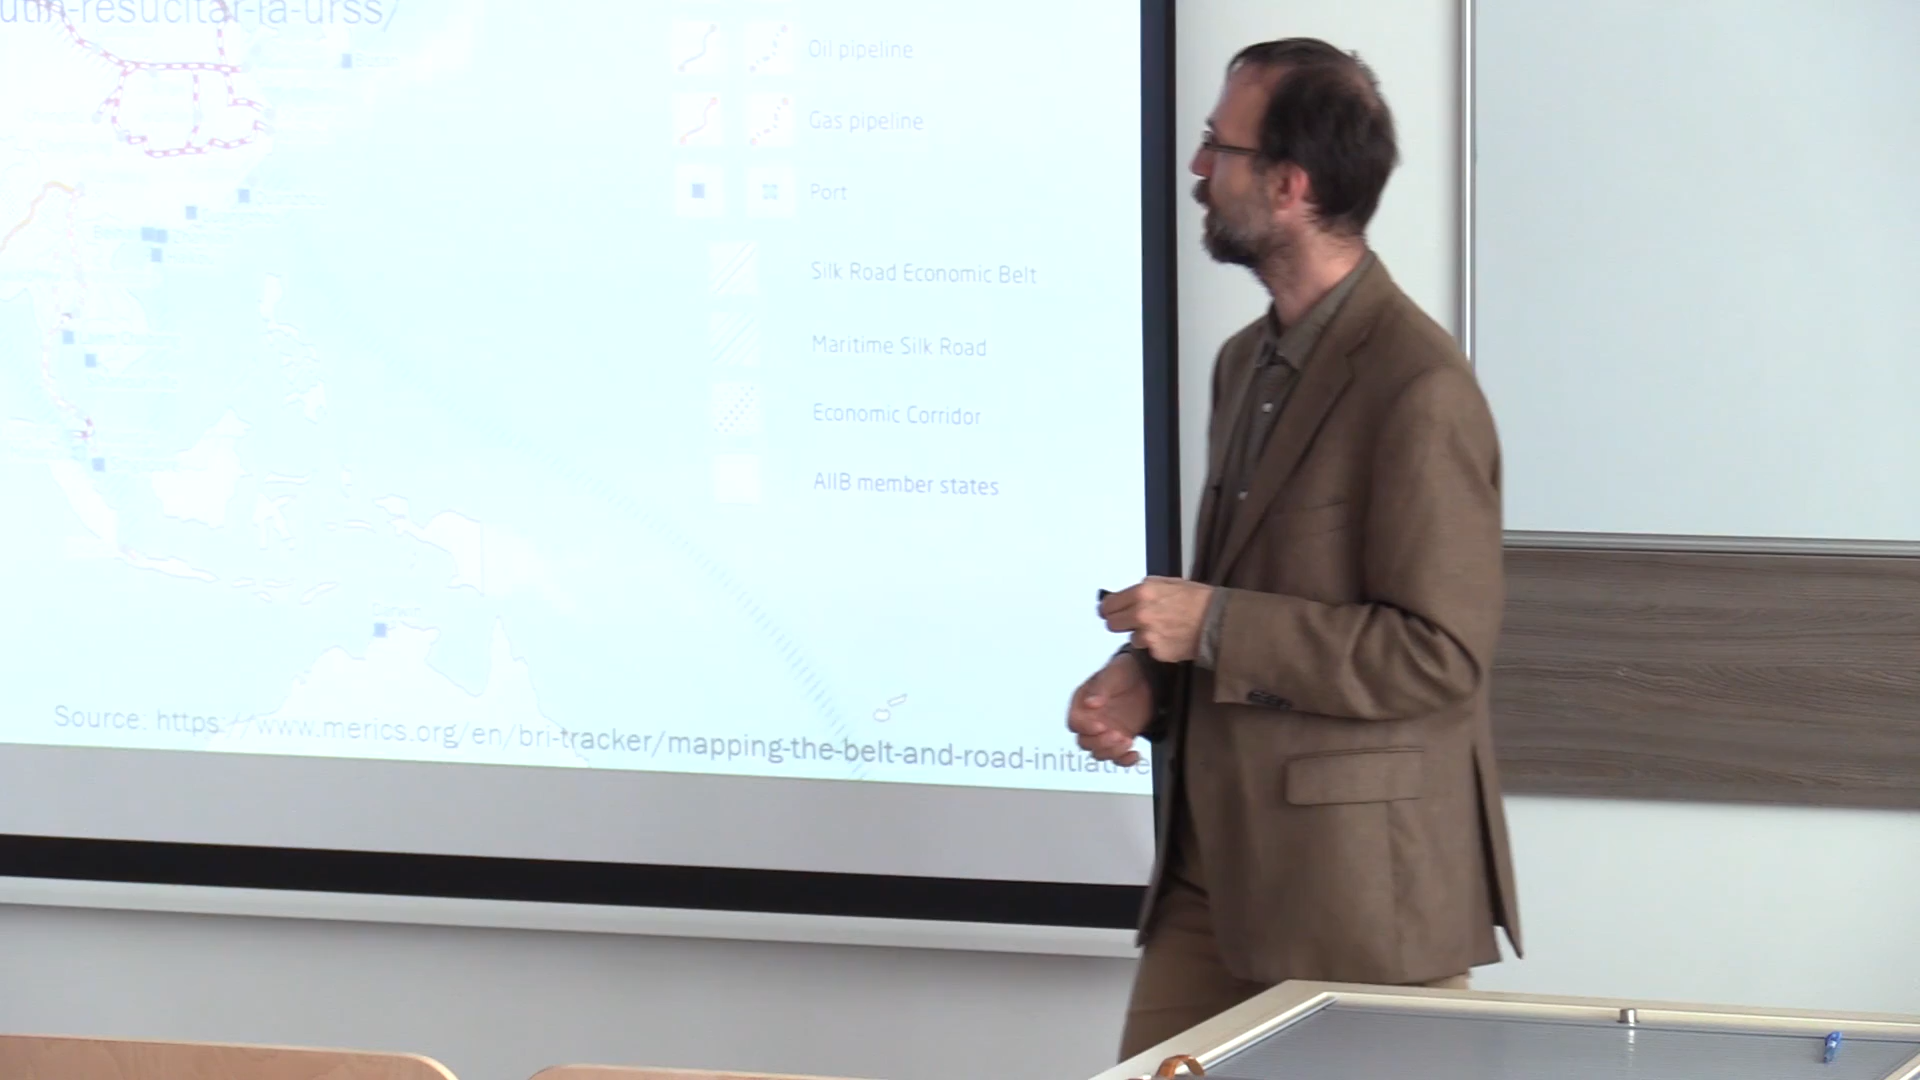 utin-resucitar-la-urss/
Oil pipeline
Gas pipeline
Port
Silk Road Economic Belt
Maritime Silk Road
Economic Corridor
AIIB member states
Darwin
Source: https://www.merics.org/en/bri-tracker/mapping-the-belt-and-road-initiative